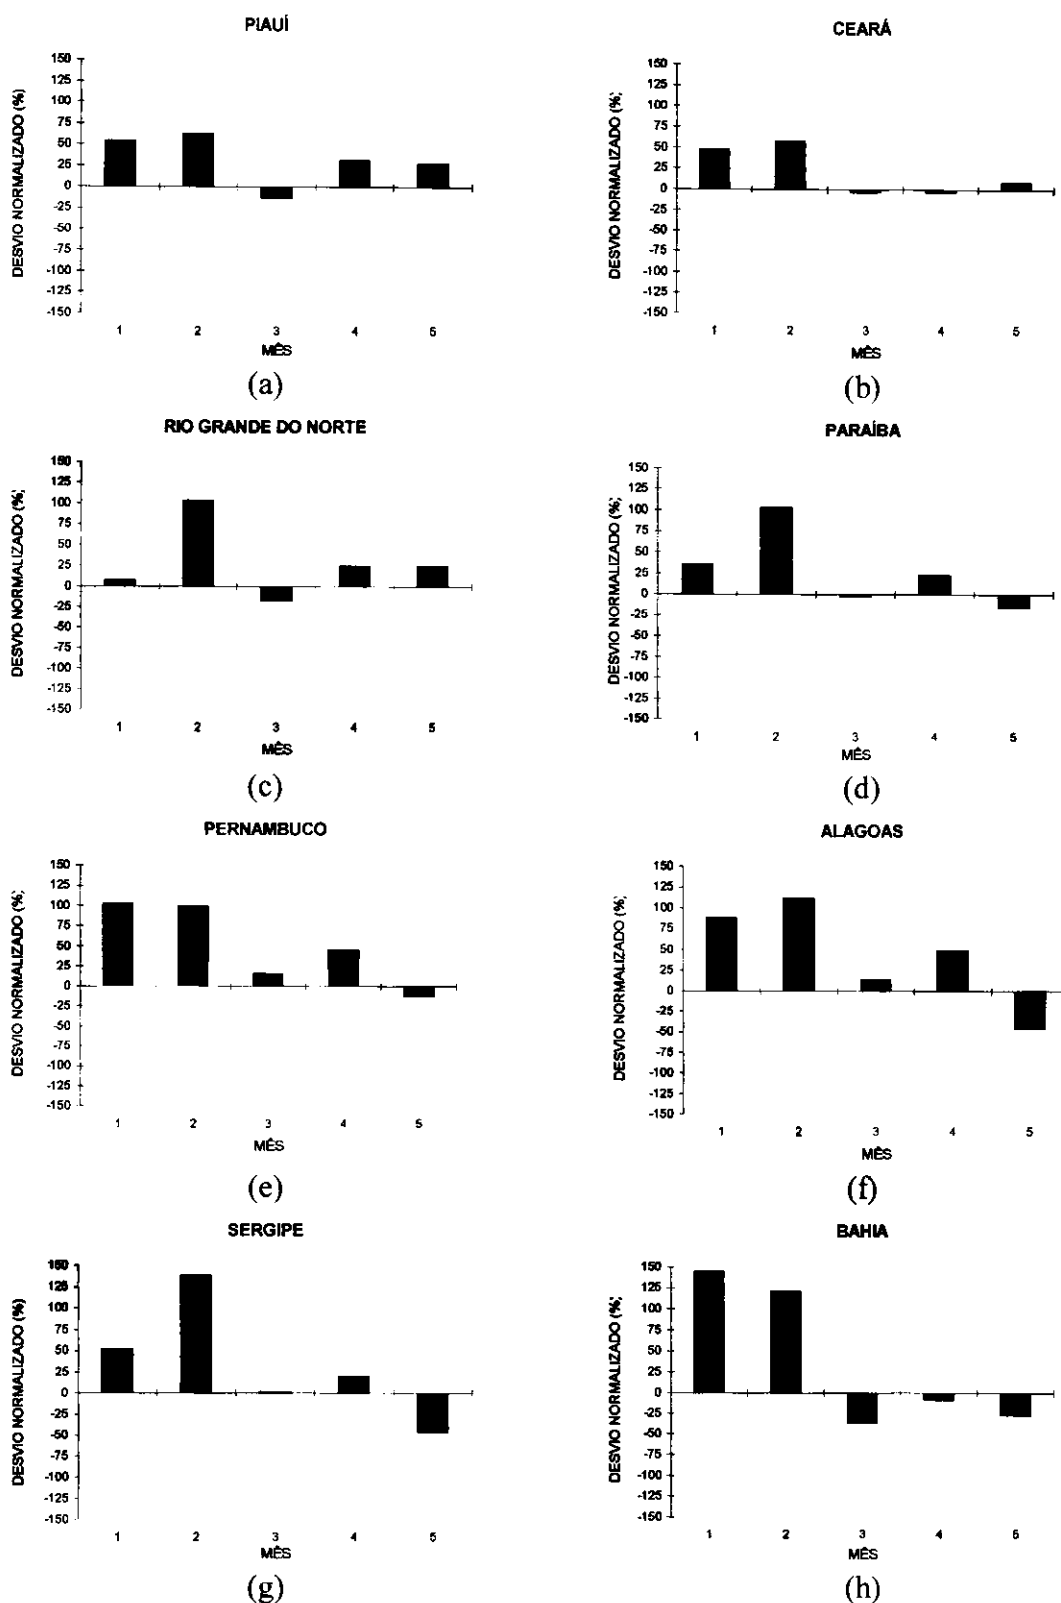 PIAUÍ
DESVIO NORMALIZADO (%)
150
125
100
75
50
25
0
-25
-50
-75
-100
-125
-150
1 2 3 4 5
MÊS
(a)
CEARÁ
DESVIO NORMALIZADO (%)
150
125
100
75
50
25
0
-25
-50
-75
-100
-125
-150
1 2 3 4 5
MÊS
(b)
RIO GRANDE DO NORTE
DESVIO NORMALIZADO (%)
150
125
100
75
50
25
0
-25
-50
-75
-100
-125
-150
1 2 3 4 5
MÊS
(c)
PARAÍBA
DESVIO NORMALIZADO (%)
150
125
100
75
50
25
0
-25
-50
-75
-100
-125
-150
1 2 3 4 5
MÊS
(d)
PERNAMBUCO
DESVIO NORMALIZADO (%)
150
125
100
75
50
25
0
-25
-50
-75
-100
-125
-150
1 2 3 4 5
MÊS
(e)
ALAGOAS
DESVIO NORMALIZADO (%)
150
125
100
75
50
25
0
-25
-50
-75
-100
-125
-150
1 2 3 4 5
MÊS
(f)
SERGIPE
DESVIO NORMALIZADO (%)
150
125
100
75
50
25
0
-25
-50
-75
-100
-125
-150
1 2 3 4 5
MÊS
(g)
BAHIA
DESVIO NORMALIZADO (%)
150
125
100
75
50
25
0
-25
-50
-75
-100
-125
-150
1 2 3 4 5
MÊS
(h)